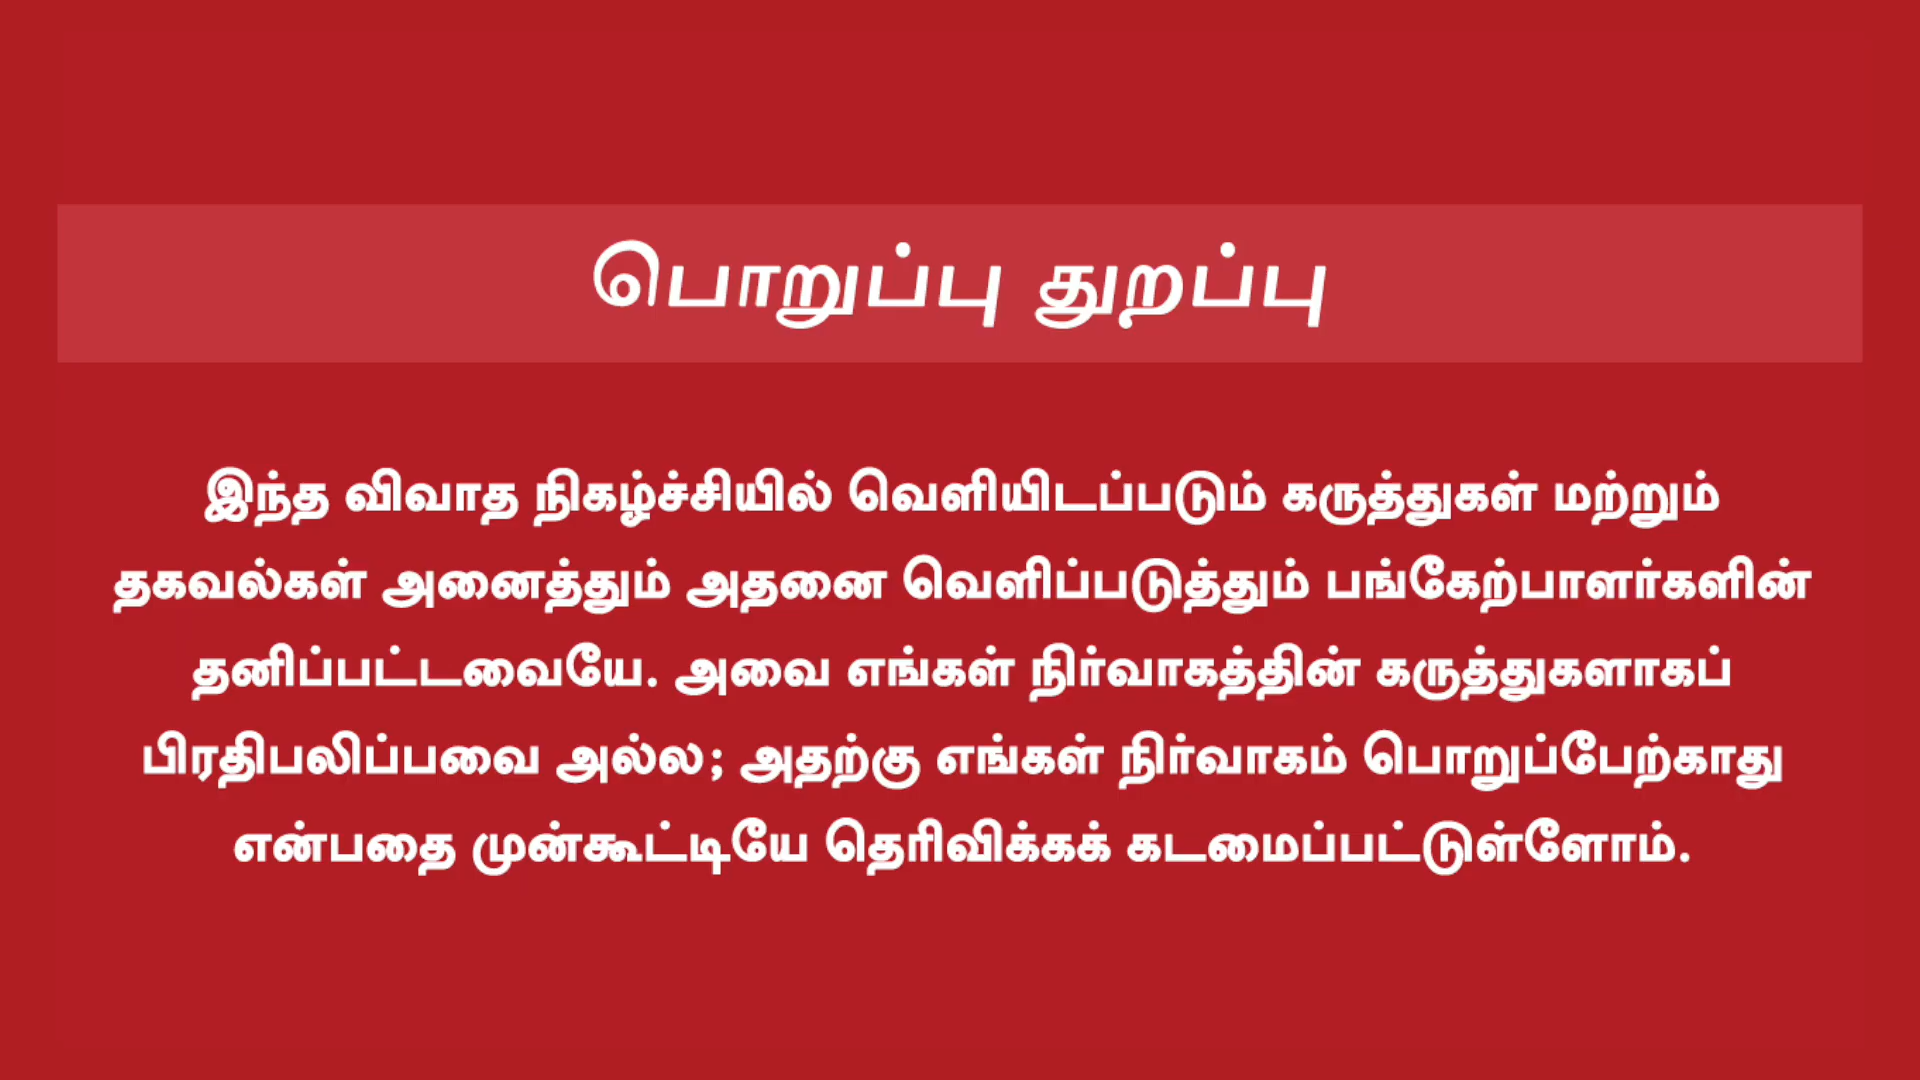 பொறுப்பு துறப்பு
இந்த விவாத நிகழ்ச்சியில் வெளியிடப்படும் கருத்துகள் மற்றும்
தகவல்கள் அனைத்தும் அதனை வெளிப்படுத்தும் பங்கேற்பாளர்களின்
தனிப்பட்டவையே. அவை எங்கள் நிர்வாகத்தின் கருத்துகளாகப்
பிரதிபலிப்பவை அல்ல; அதற்கு எங்கள் நிர்வாகம் பொறுப்பேற்காது
என்பதை முன்கூட்டியே தெரிவிக்கக் கடமைப்பட்டுள்ளோம்.